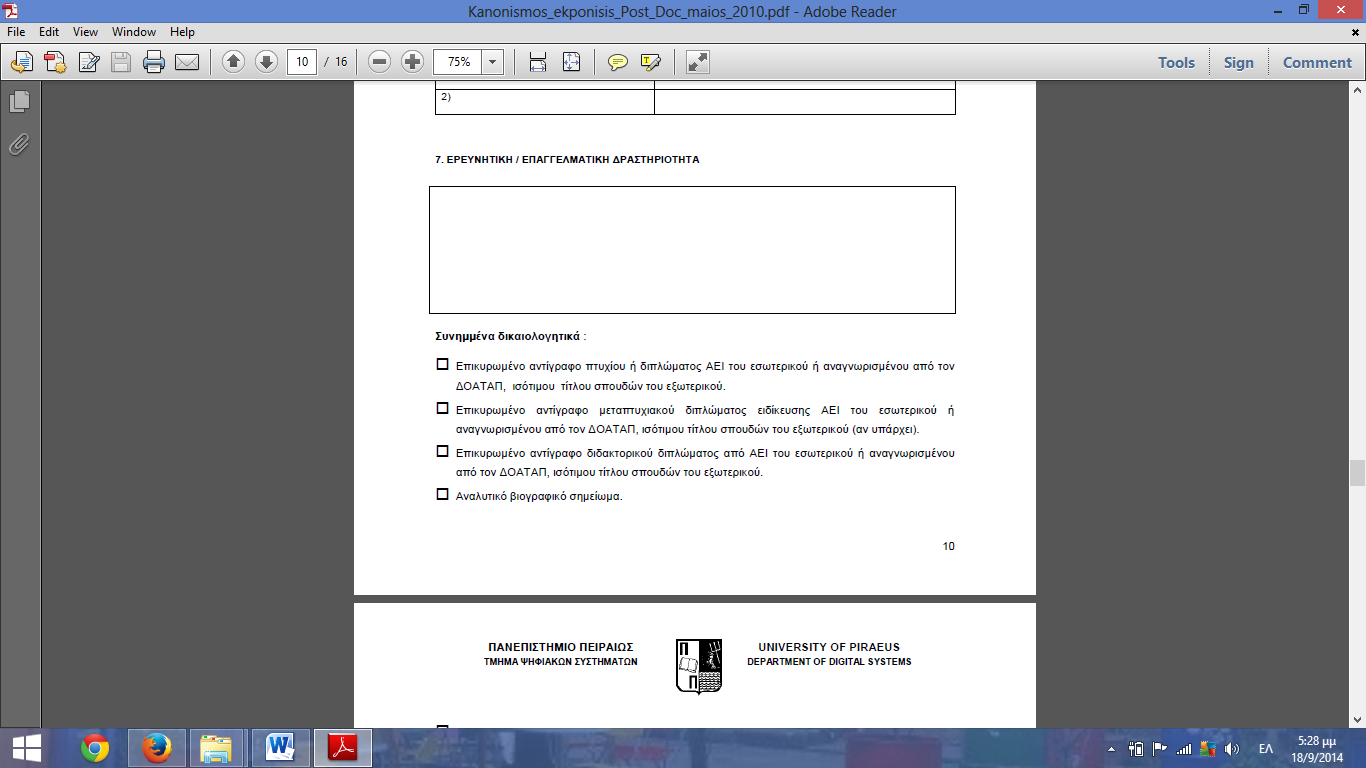 Kanonismos_ekponisis_Post_Doc_maios_2010.pdf - Adobe Reader
File Edit View Window Help
10 / 16 75% Tools Sign Comment
2)
7. ΕΡΕΥΝΗΤΙΚΗ / ΕΠΑΓΓΕΛΜΑΤΙΚΗ ΔΡΑΣΤΗΡΙΟΤΗΤΑ
Συνημμένα δικαιολογητικά :
Επικυρωμένο αντίγραφο πτυχίου ή διπλώματος ΑΕΙ του εσωτερικού ή αναγνωρισμένου από τον
ΔΟΑΤΑΠ, ισότιμου τίτλου σπουδών του εξωτερικού.
Επικυρωμένο αντίγραφο μεταπτυχιακού διπλώματος ειδίκευσης ΑΕΙ του εσωτερικού ή
αναγνωρισμένου από τον ΔΟΑΤΑΠ, ισότιμου τίτλου σπουδών του εξωτερικού (αν υπάρχει).
Επικυρωμένο αντίγραφο διδακτορικού διπλώματος από ΑΕΙ του εσωτερικού ή αναγνωρισμένου
από τον ΔΟΑΤΑΠ, ισότιμου τίτλου σπουδών του εξωτερικού.
Αναλυτικό βιογραφικό σημείωμα.
10
ΠΑΝΕΠΙΣΤΗΜΙΟ ΠΕΙΡΑΙΩΣ UNIVERSITY OF PIRAEUS
ΤΜΗΜΑ ΨΗΦΙΑΚΩΝ ΣΥΣΤΗΜΑΤΩΝ DEPARTMENT OF DIGITAL SYSTEMS
Π
Π
ΕΛ
5:28 μμ
18/9/2014